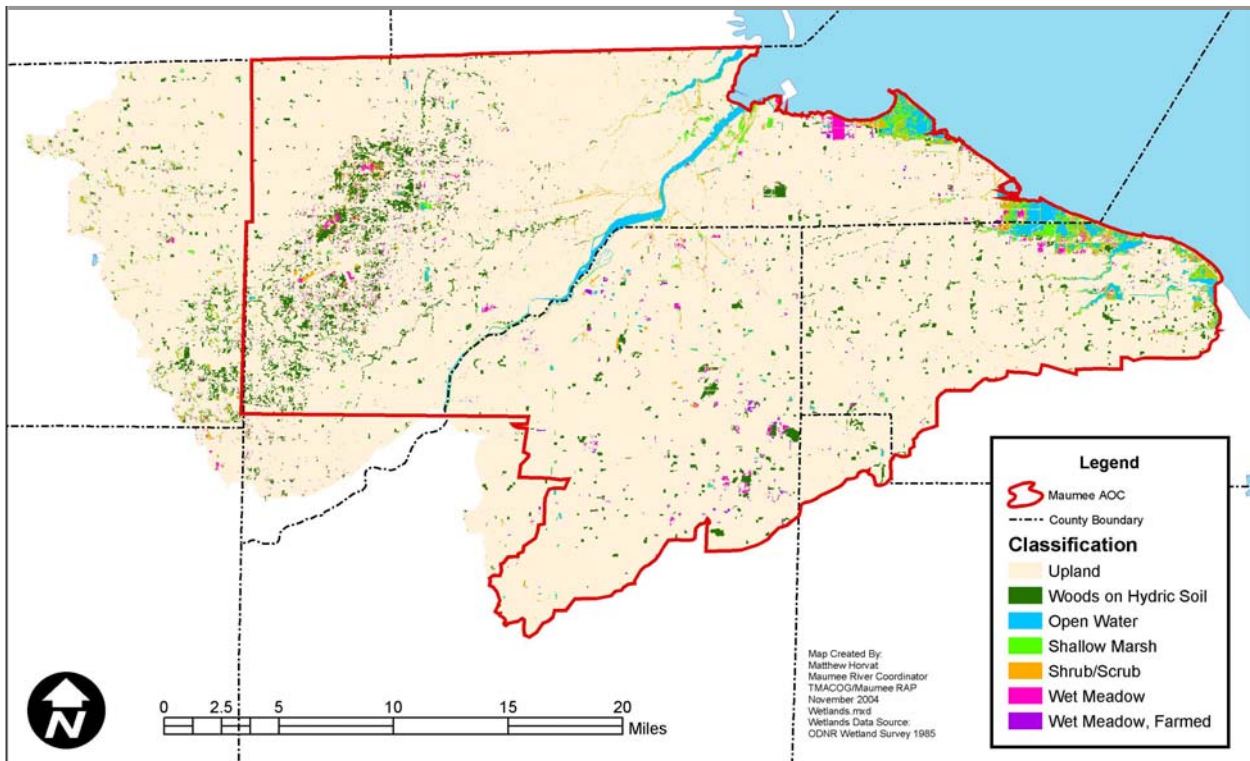 Legend
Maumee AOC
County Boundary
Classification
Upland
Woods on Hydric Soil
Open Water
Shallow Marsh
Shrub/Scrub
Wet Meadow
Wet Meadow, Farmed
Map Created By:
Matthew Horvat
Maumee River Coordinator
TMACOG/Maumee RAP
November 2004
Wetlands.mxd
Wetlands Data Source:
ODNR Wetland Survey 1985
N
0 2.5 5 10 15 20
Miles